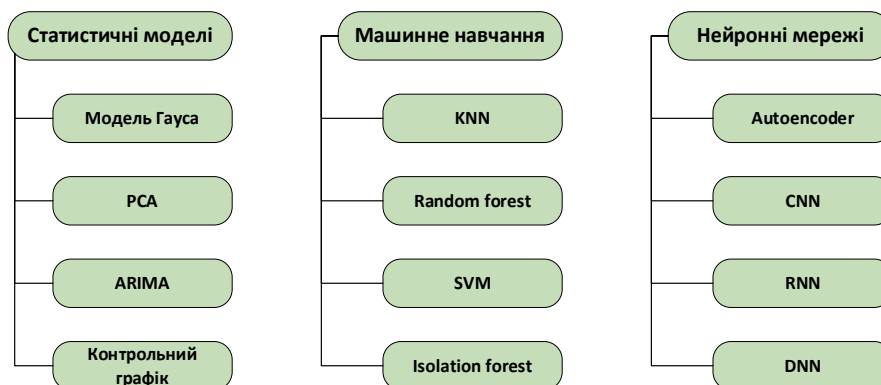 Статистичні моделі
Модель Гауса
PCA
ARIMA
Контрольний
графік
Машинне навчання
KNN
Random forest
SVM
Isolation forest
Нейронні мережі
Autoencoder
CNN
RNN
DNN